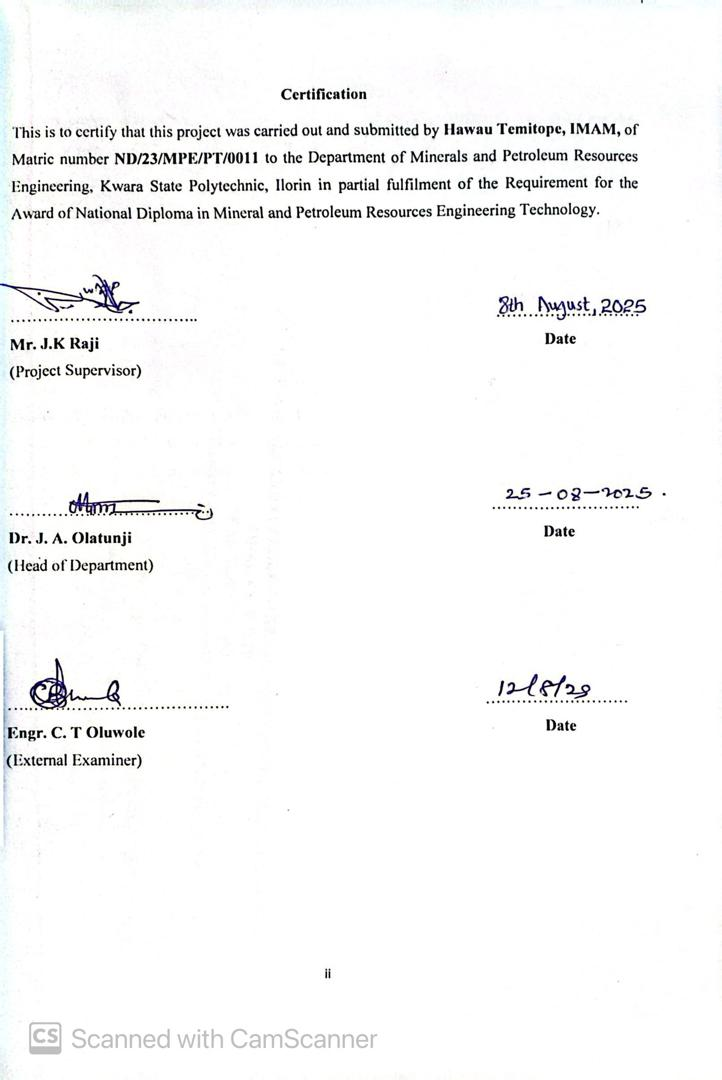 Certification
This is to certify that this project was carried out and submitted by Hawau Temitope, IMAM, of
Matric number ND/23/MPE/PT/0011 to the Department of Minerals and Petroleum Resources
Engineering, Kwara State Polytechnic, Ilorin in partial fulfilment of the Requirement for the
Award of National Diploma in Mineral and Petroleum Resources Engineering Technology.
8th August, 2025
Mr. J.K Raji
Date
(Project Supervisor)
25-08-2025.
Dr. J. A. Olatunji
Date
(Head of Department)
12/8/29
Engr. C. T Oluwole
Date
(External Examiner)
ii
CS Scanned with CamScanner